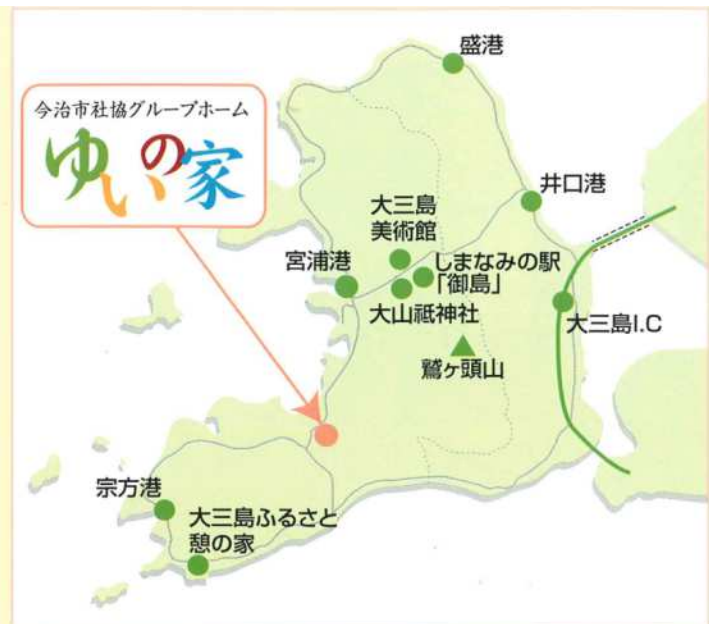 今治市社協グループホーム
ゆいの家
盛港
井口港
大三島
美術館
しまなみの駅
「御島」
宮浦港
大山祇神社
大三島I.C
鷲ヶ頭山
宗方港
大三島ふるさと
憩の家